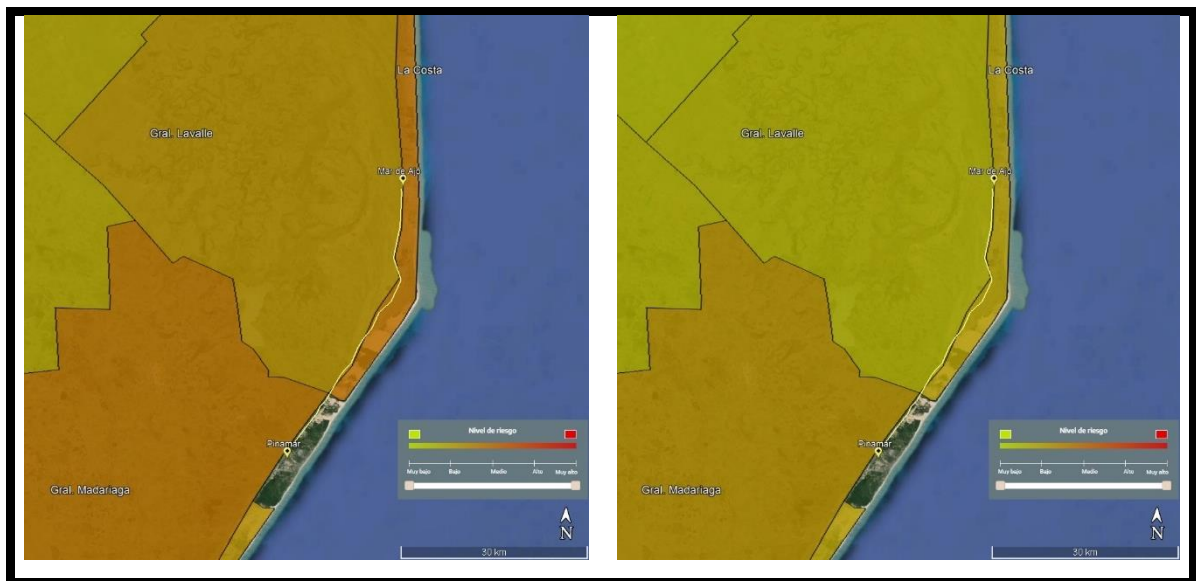 La Costa
Gral. Lavalle
Mar de Ajó
Pinamar
Gral. Madariaga
Nivel de riesgo
Muy bajo Bajo Medio Alto Muy alto
N
30 km
La Costa
Gral. Lavalle
Mar de Ajó
Pinamar
Gral. Madariaga
Nivel de riesgo
Muy bajo Bajo Medio Alto Muy alto
N
30 km